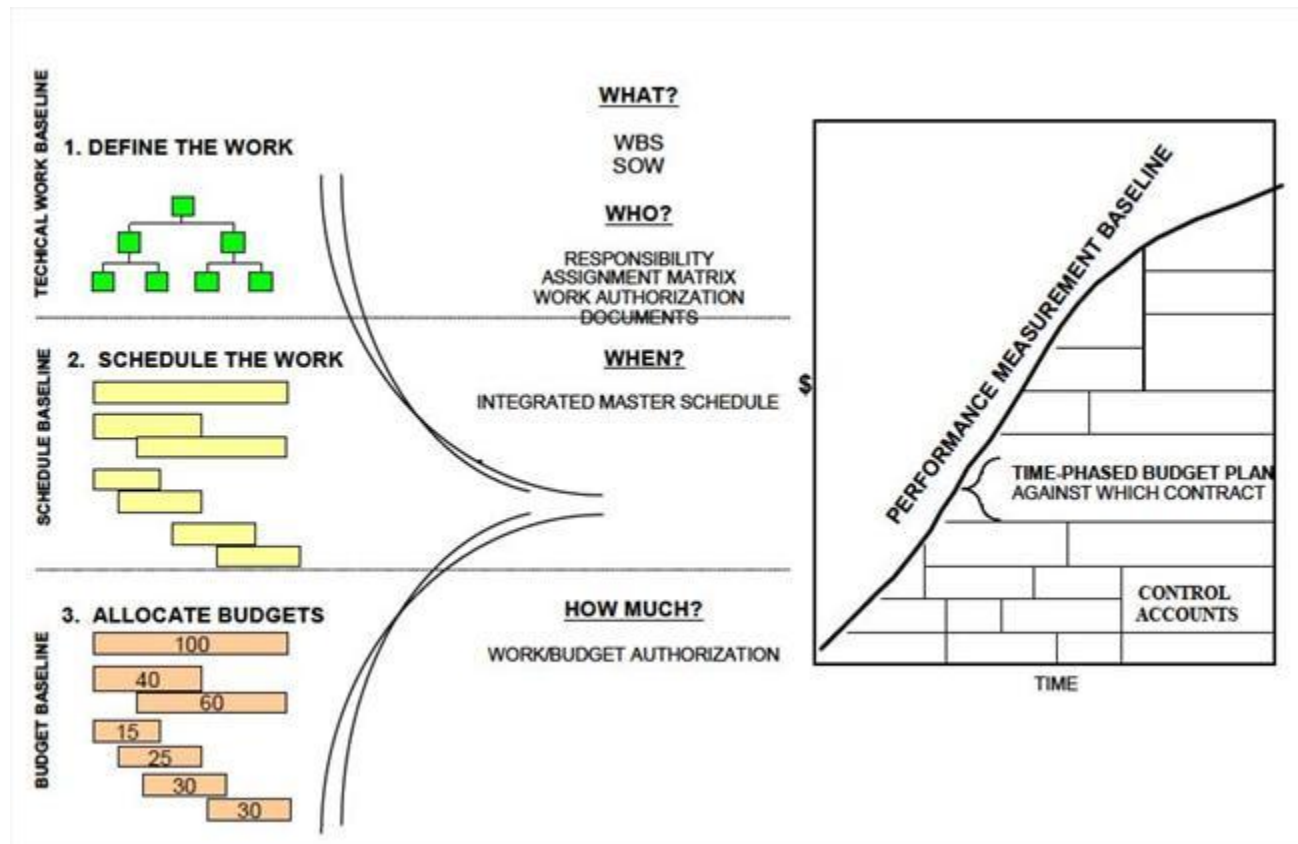 TECHICAL WORK BASELINE
1. DEFINE THE WORK
WHAT?
WBS
SOW
WHO?
RESPONSIBILITY
ASSIGNMENT MATRIX
WORK AUTHORIZATION
DOCUMENTS
SCHEDULE BASELINE
2. SCHEDULE THE WORK
WHEN?
INTEGRATED MASTER SCHEDULE
BUDGET BASELINE
3. ALLOCATE BUDGETS
100
40
60
15
25
30
30
HOW MUCH?
WORK/BUDGET AUTHORIZATION
$
PERFORMANCE MEASUREMENT BASELINE
TIME-PHASED BUDGET PLAN
AGAINST WHICH CONTRACT
CONTROL
ACCOUNTS
TIME